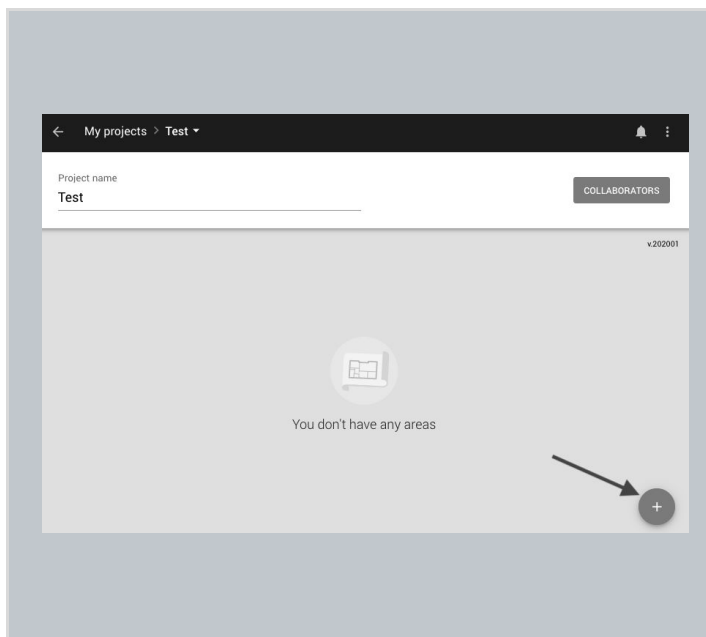 My projects > Test
Project name
Test
COLLABORATORS
v.202001
You don't have any areas
+